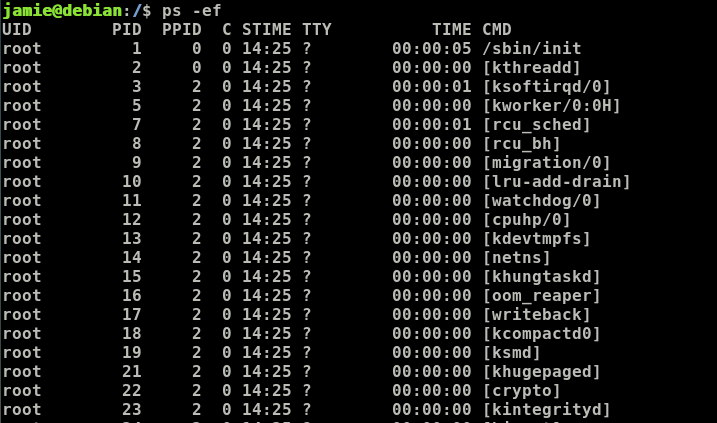 jamie@debian:/$ ps -ef
UID        PID  PPID  C STIME TTY          TIME CMD
root         1     0  0 14:25 ?        00:00:05 /sbin/init
root         2     0  0 14:25 ?        00:00:00 [kthreadd]
root         3     2  0 14:25 ?        00:00:01 [ksoftirqd/0]
root         5     2  0 14:25 ?        00:00:00 [kworker/0:0H]
root         7     2  0 14:25 ?        00:00:01 [rcu_sched]
root         8     2  0 14:25 ?        00:00:00 [rcu_bh]
root         9     2  0 14:25 ?        00:00:00 [migration/0]
root        10     2  0 14:25 ?        00:00:00 [lru-add-drain]
root        11     2  0 14:25 ?        00:00:00 [watchdog/0]
root        12     2  0 14:25 ?        00:00:00 [cpuhp/0]
root        13     2  0 14:25 ?        00:00:00 [kdevtmpfs]
root        14     2  0 14:25 ?        00:00:00 [netns]
root        15     2  0 14:25 ?        00:00:00 [khungtaskd]
root        16     2  0 14:25 ?        00:00:00 [oom_reaper]
root        17     2  0 14:25 ?        00:00:00 [writeback]
root        18     2  0 14:25 ?        00:00:00 [kcompactd0]
root        19     2  0 14:25 ?        00:00:00 [ksmd]
root        21     2  0 14:25 ?        00:00:00 [khugepaged]
root        22     2  0 14:25 ?        00:00:00 [crypto]
root        23     2  0 14:25 ?        00:00:00 [kintegrityd]